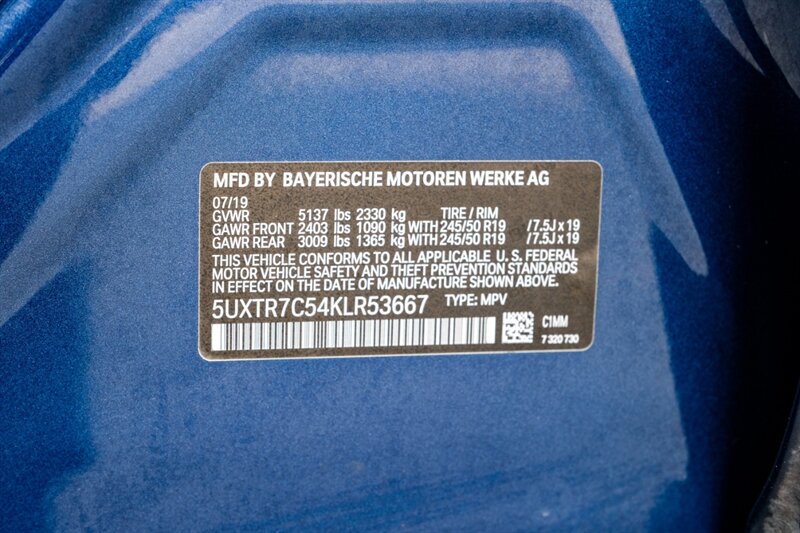 MFD BY BAYERISCHE MOTOREN WERKE AG
07/19
GVWR 5137 lbs 2330 kg TIRE / RIM
GAWR FRONT 2403 lbs 1090 kg WITH 245/50 R19 /7.5J x 19
GAWR REAR 3009 lbs 1365 kg WITH 245/50 R19 /7.5J x 19
THIS VEHICLE CONFORMS TO ALL APPLICABLE U.S. FEDERAL
MOTOR VEHICLE SAFETY AND THEFT PREVENTION STANDARDS
IN EFFECT ON THE DATE OF MANUFACTURE SHOWN ABOVE.
5UXTR7C54KLR53667 TYPE: MPV
C1MM
7 320 730